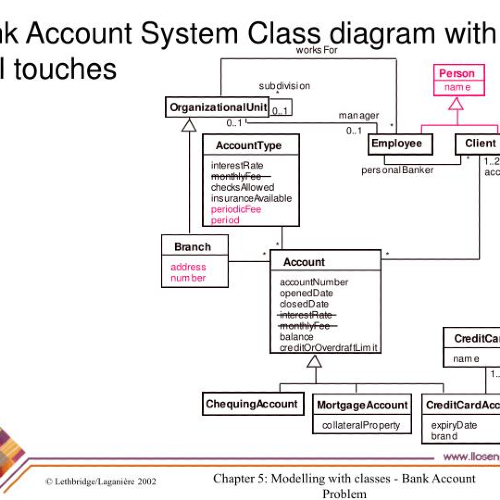 nk Account System Class diagram with
l touches
worksFor
Person
name
subdivision
*
OrganizationalUnit
0..1
0..1
manager
0..1
*
Employee
Client
personalBanker
*
1..2
acc
AccountType
interestRate
monthlyFee
checksAllowed
insuranceAvailable
periodicFee
period
Branch
address
number
*
*
*
Account
accountNumber
openedDate
closedDate
interestRate
monthlyFee
balance
creditOrOverdraftLimit
CreditCa
name
1..
ChequingAccount
MortgageAccount
collateralProperty
CreditCardAcc
expiryDate
brand
www.lloseng
© Lethbridge/Laganière 2002
Chapter 5: Modelling with classes - Bank Account
Problem